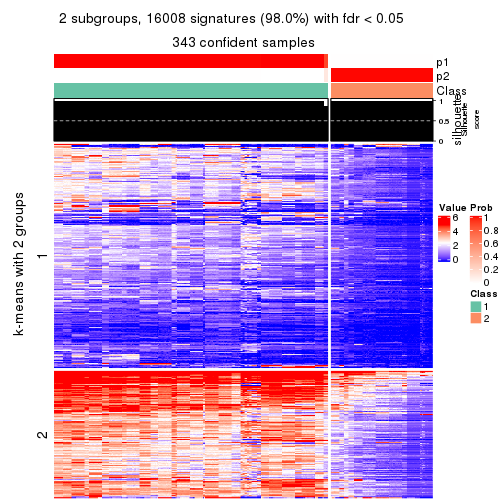 2 subgroups, 16008 signatures (98.0%) with fdr < 0.05
343 confident samples
p1
p2
Class
1
0.5
0
silhouette
Silhouette
score
k-means with 2 groups
1
2
Value
6
4
2
0
Prob
1
0.8
0.6
0.4
0.2
0
Class
1
2